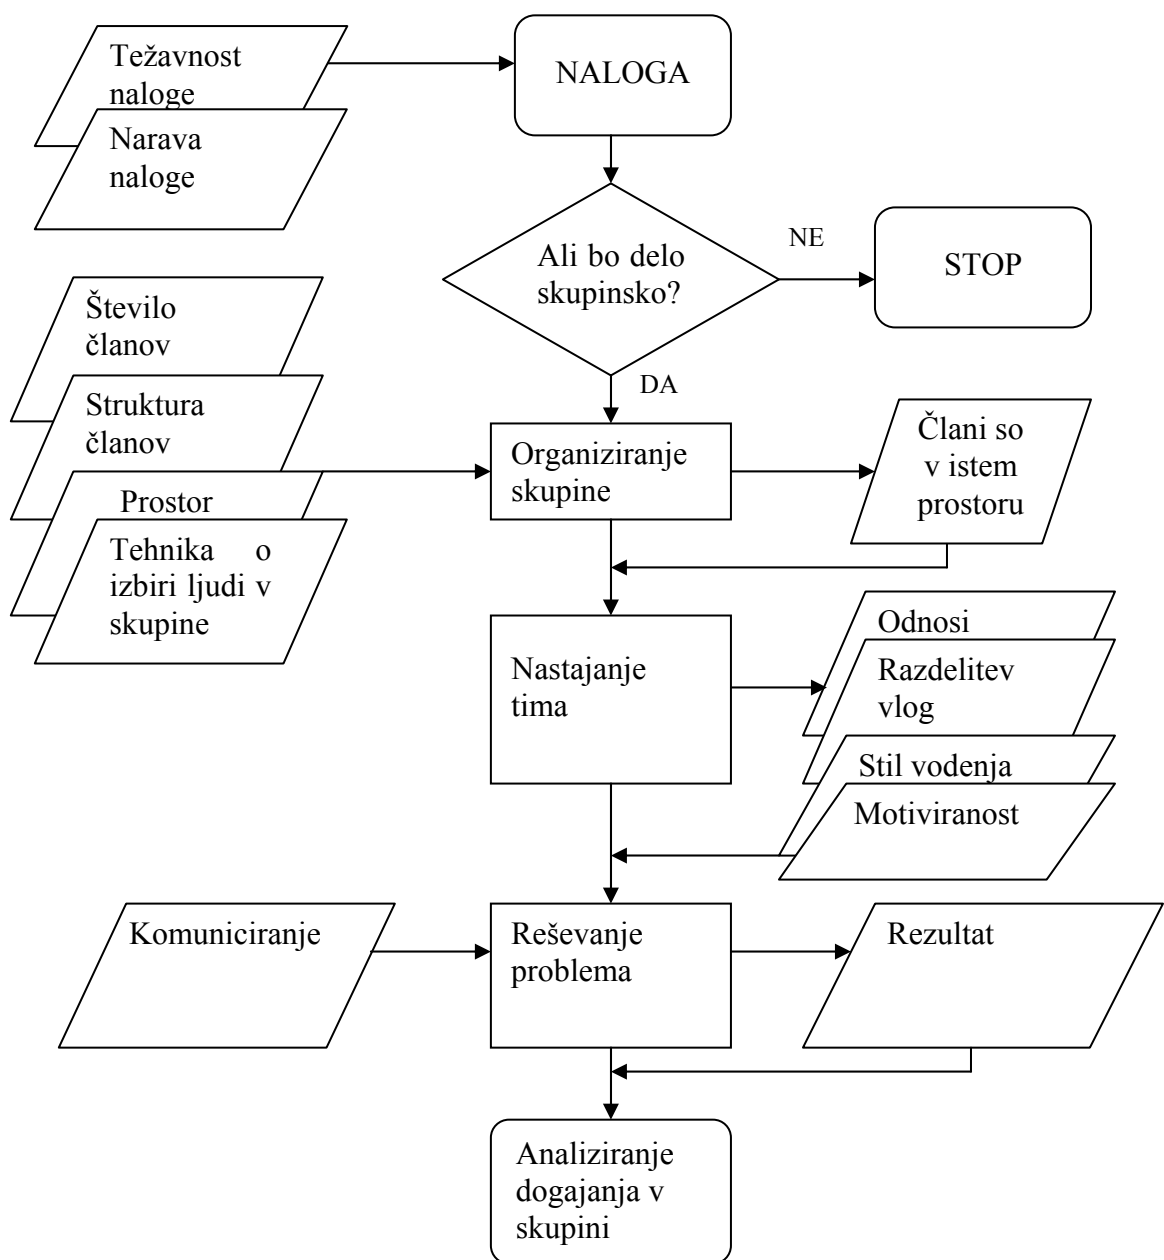 Težavnost
naloge
NALOGA
Narava
naloge
Ali bo delo
skupinsko?
NE
STOP
DA
Število
članov
Struktura
članov
Prostor
Tehnika o
izbiri ljudi v
skupine
Organiziranje
skupine
Člani so
v istem
prostoru
Nastajanje
tima
Odnosi
Razdelitev
vlog
Stil vodenja
Motiviranost
Komuniciranje
Reševanje
problema
Rezultat
Analiziranje
dogajanja v
skupini